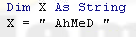 Dim X As String
X = " AhMeD "